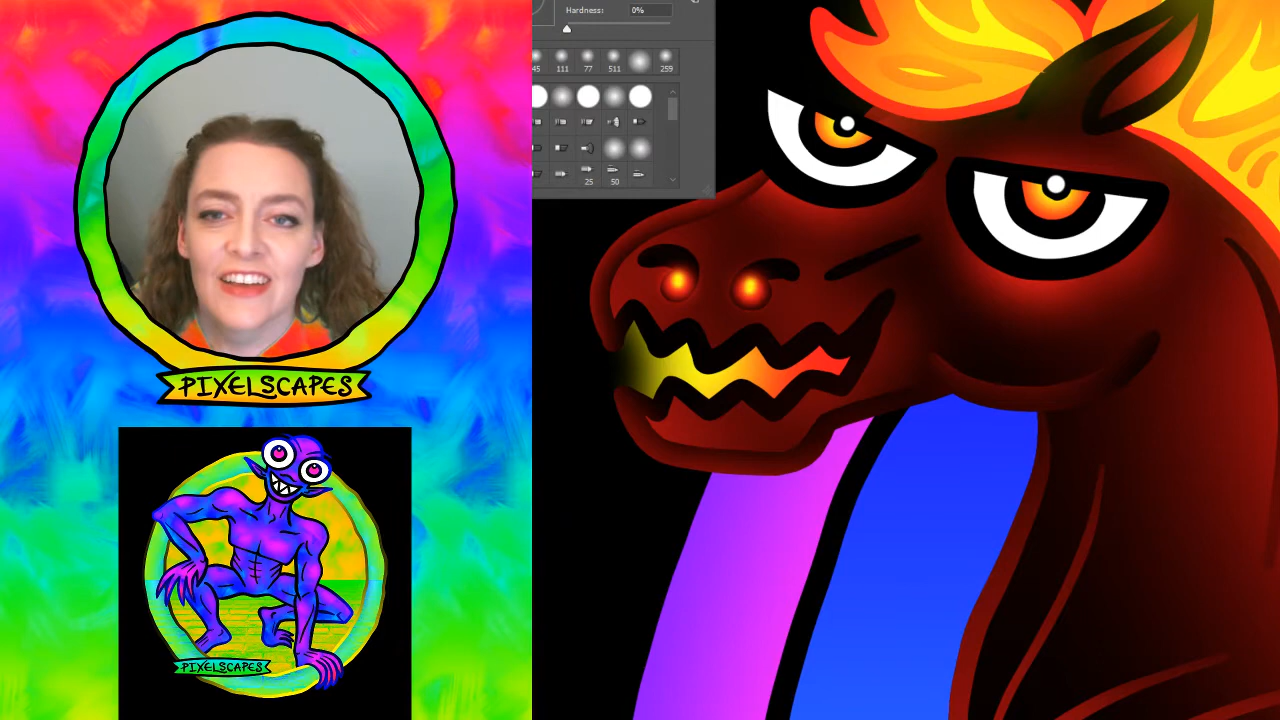 Hardness: 0%
45 111 77 511 259
25 50
PIXELSCAPES
PIXELSCAPES